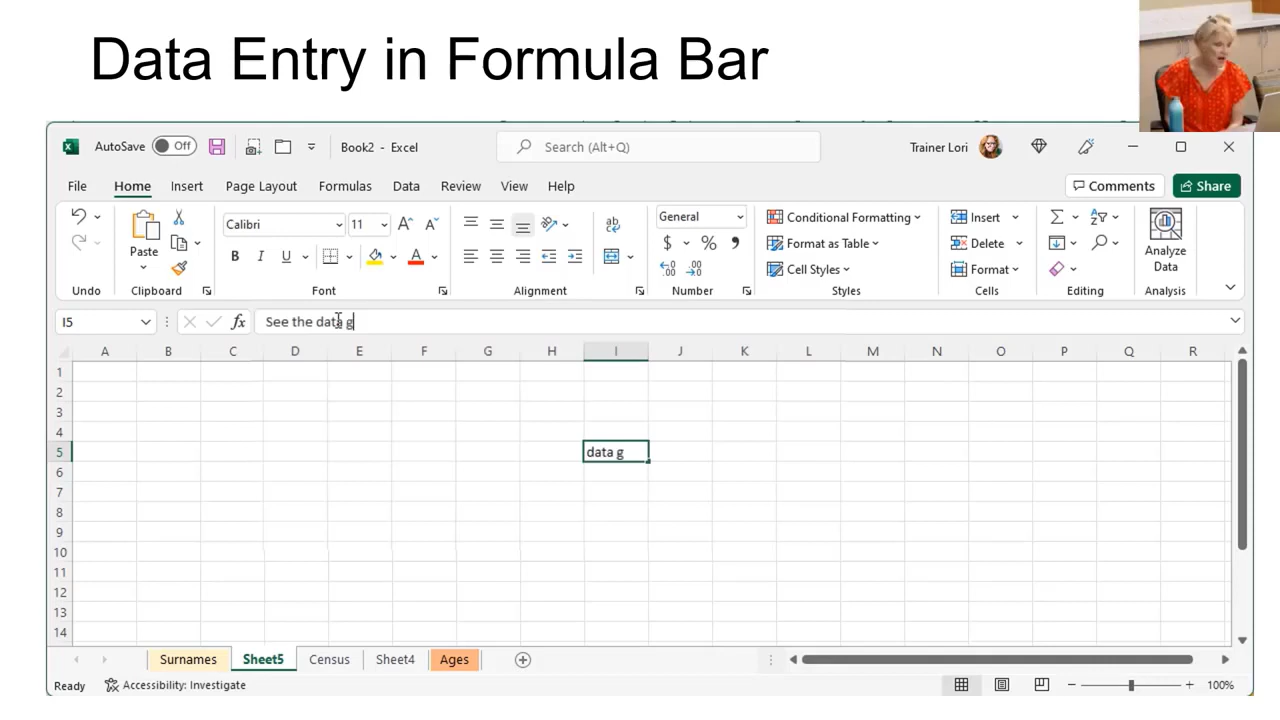 Data Entry in Formula Bar
AutoSave Off Book2 - Excel Search (Alt+Q) Trainer Lori
File Home Insert Page Layout Formulas Data Review View Help Comments Share
Calibri 11 General Conditional Formatting Insert
Paste B I U $ % Format as Table Delete Analyze Data
Cell Styles Format
Undo Clipboard Font Alignment Number Styles Cells Editing Analysis
I5 fx See the data g
A B C D E F G H I J K L M N O P Q R
1
2
3
4
5 data g
6
7
8
9
10
11
12
13
14
Surnames Sheet5 Census Sheet4 Ages
Ready Accessibility: Investigate 100%